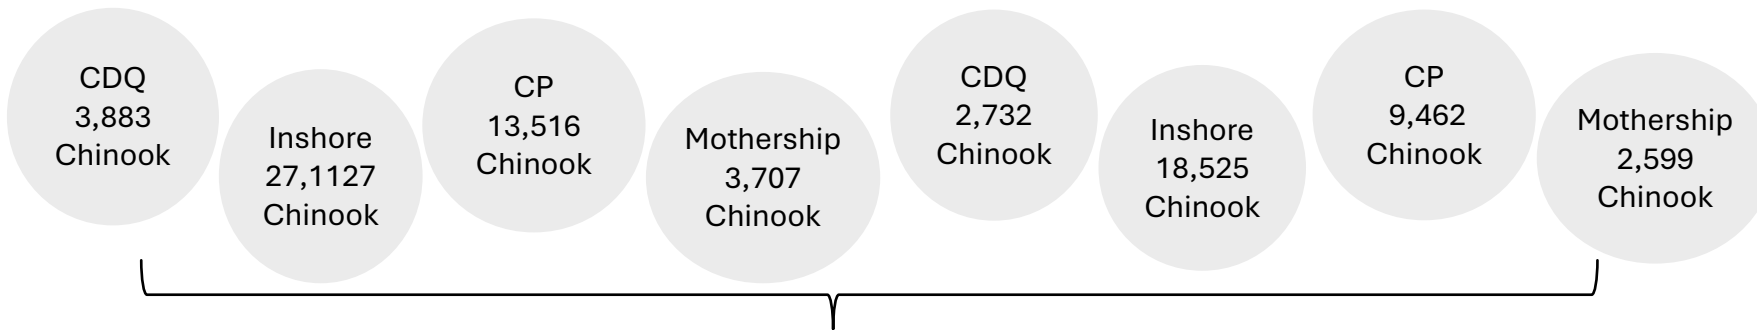 CDQ
3,883
Chinook
Inshore
27,1127
Chinook
CP
13,516
Chinook
Mothership
3,707
Chinook
CDQ
2,732
Chinook
Inshore
18,525
Chinook
CP
9,462
Chinook
Mothership
2,599
Chinook